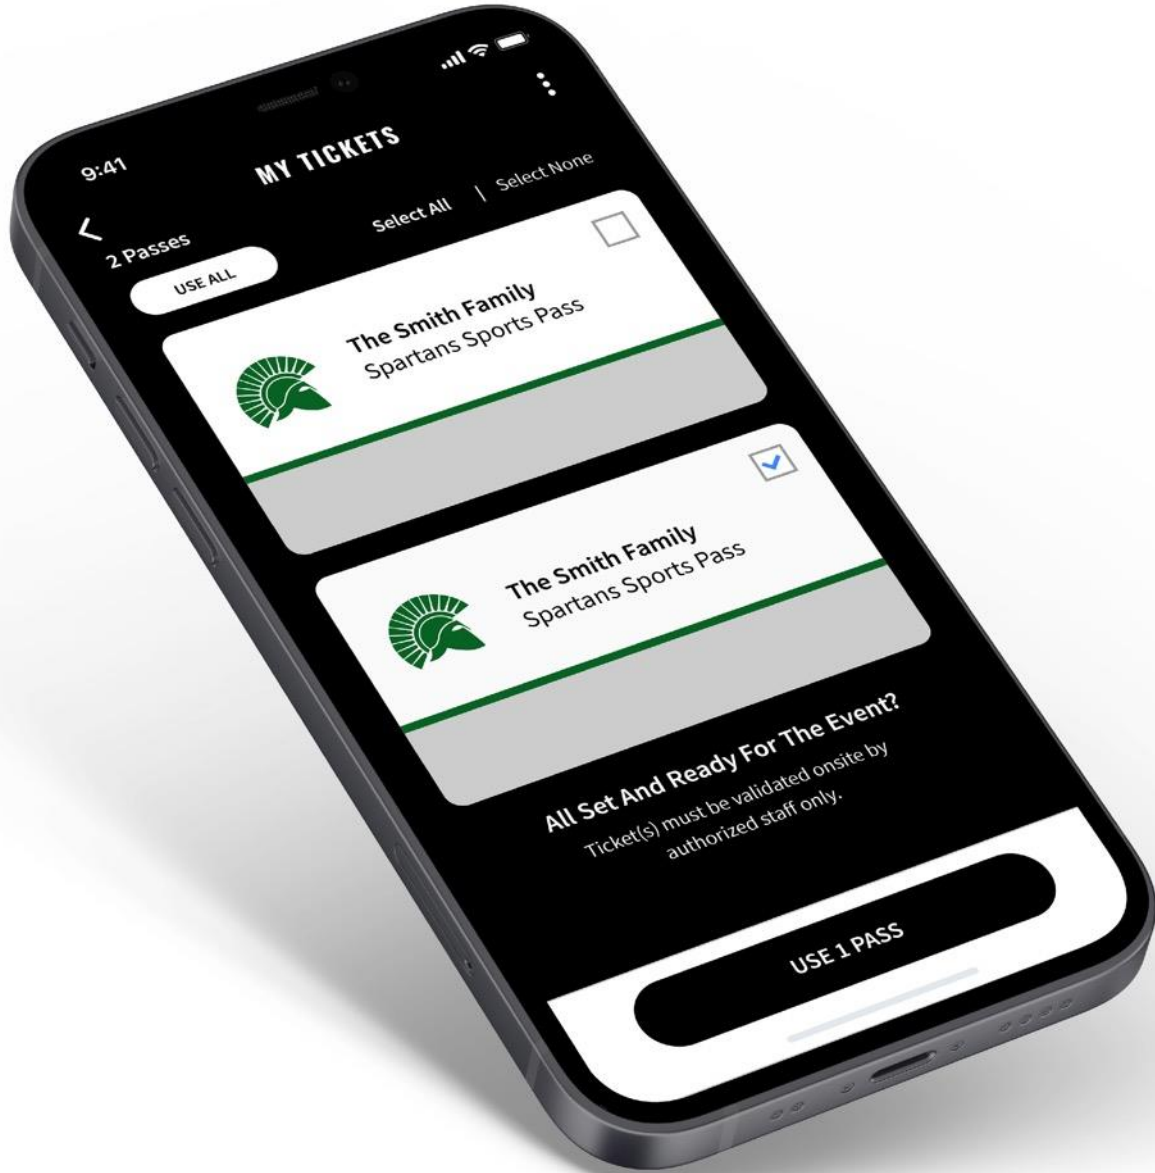 9:41
MY TICKETS
2 Passes
Select All | Select None
USE ALL
The Smith Family
Spartans Sports Pass
The Smith Family
Spartans Sports Pass
All Set And Ready For The Event?
Ticket(s) must be validated onsite by
authorized staff only.
USE 1 PASS